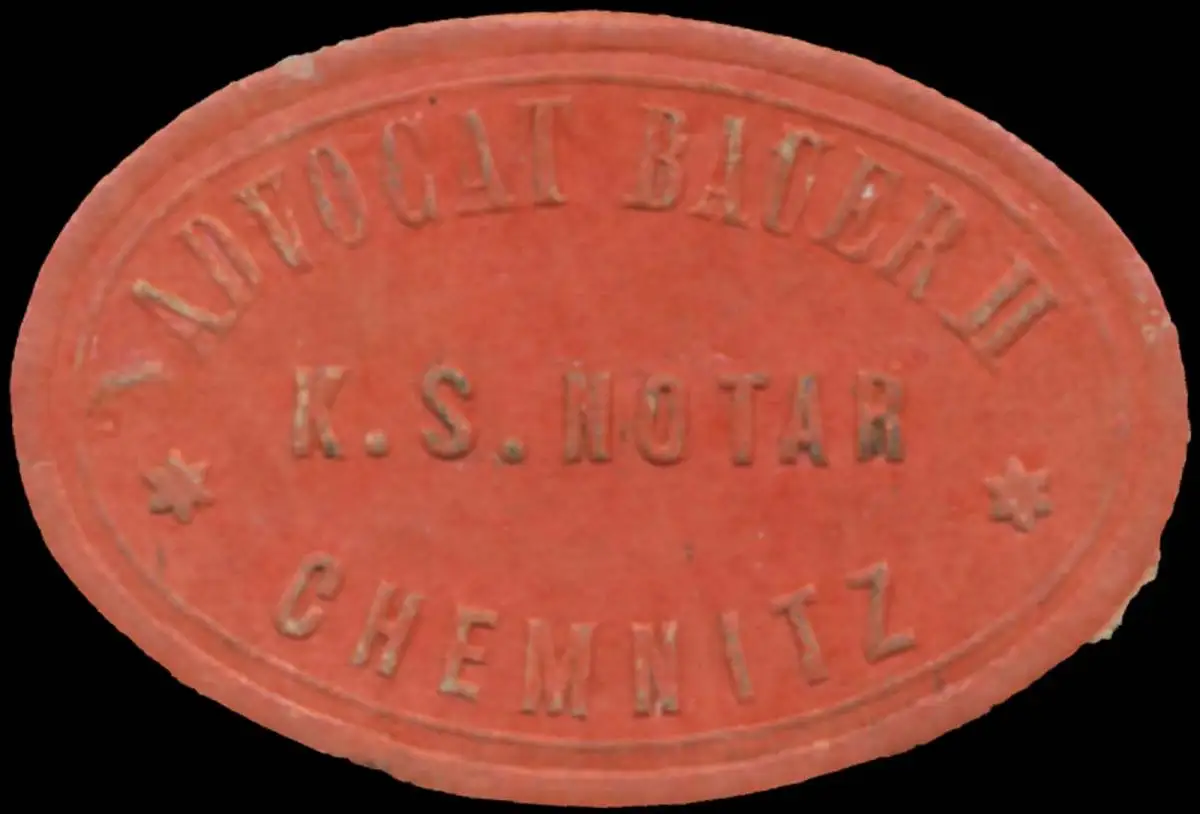 ADVOCAT BAUER II
K. S. NOTAR
CHEMNITZ